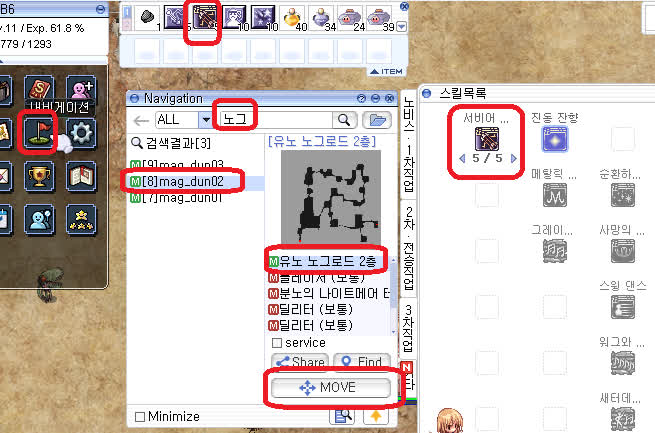 B6
v.11 / Exp. 61.8 %
779 / 1293
5
10
10
40
24
39
ITEM
내비게이션
Navigation
ALL
노그
검색결과[3]
[유노 노그로드 2층]
[9]mag_dun03
[8]mag_dun02
[7]mag_dun01
유노 노그로드 2층
블레이저 (보통)
분노의 나이트메어 터
딜리터 (보통)
딜리터 (보통)
service
Share
Find
MOVE
Minimize
노비스 · 1차직업
2차 · 전승직업
3차직업
N
기타
스킬목록
서비어 ...
진동 잔향
5 / 5
메탈릭 ...
순환하...
그레이...
사망의 ...
스윙 댄스
워그와 ...
새터데...